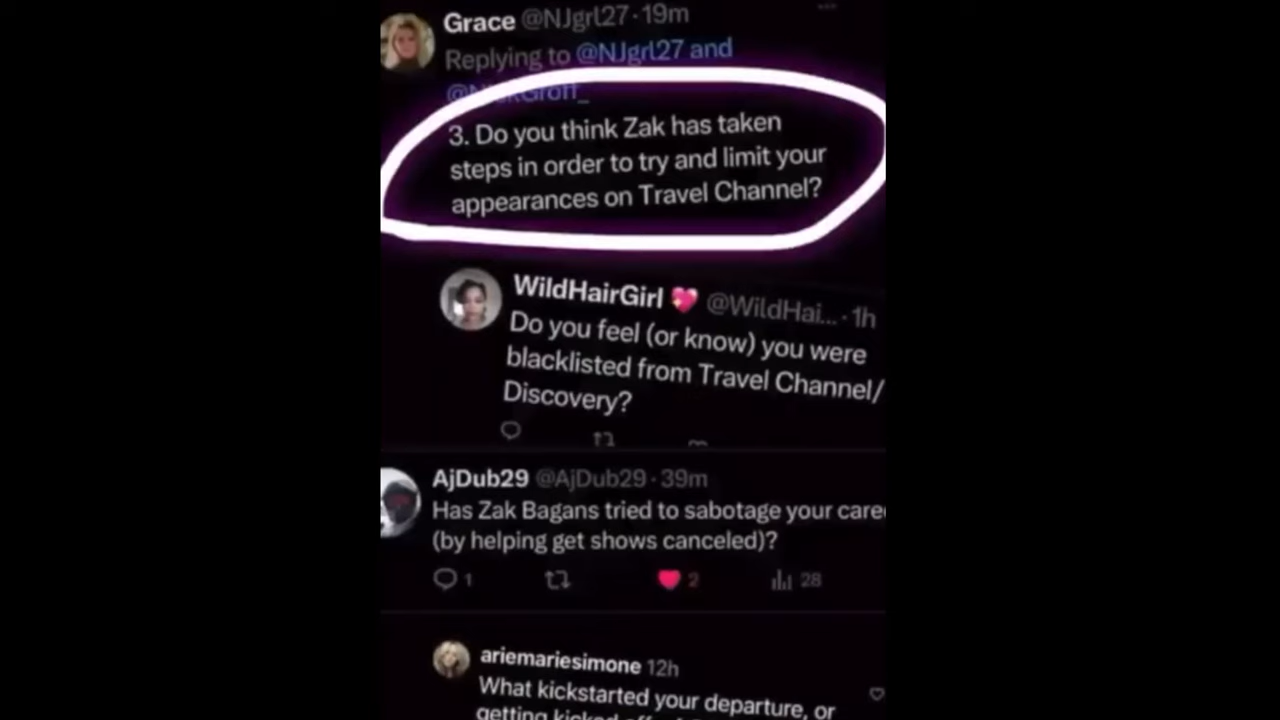 Grace @NJgrl27·19m
Replying to @NJgrl27 and
3. Do you think Zak has taken
steps in order to try and limit your
appearances on Travel Channel?
WildHairGirl 💖 @WildHai... · 1h
Do you feel (or know) you were
blacklisted from Travel Channel/
Discovery?
AjDub29 @AjDub29·39m
Has Zak Bagans tried to sabotage your care
(by helping get shows canceled)?
1 2 28
ariemariesimone 12h
What kickstarted your departure, or
getting